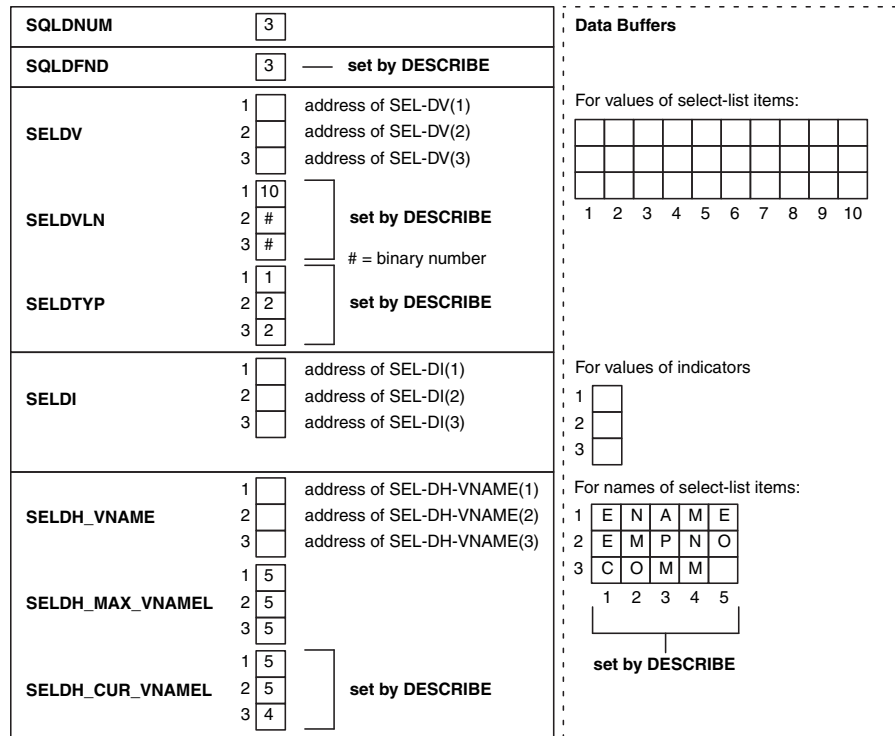 SQLDNUM 3
SQLDFND 3 set by DESCRIBE
SELDV
1 address of SEL-DV(1)
2 address of SEL-DV(2)
3 address of SEL-DV(3)
SELDVLN
1 10
2 #
3 #
set by DESCRIBE
# = binary number
SELDTYP
1 1
2 2
3 2
set by DESCRIBE
SELDI
1 address of SEL-DI(1)
2 address of SEL-DI(2)
3 address of SEL-DI(3)
SELDH_VNAME
1 address of SEL-DH-VNAME(1)
2 address of SEL-DH-VNAME(2)
3 address of SEL-DH-VNAME(3)
SELDH_MAX_VNAMEL
1 5
2 5
3 5
SELDH_CUR_VNAMEL
1 5
2 5
3 4
set by DESCRIBE
Data Buffers
For values of select-list items:
1 2 3 4 5 6 7 8 9 10
For values of indicators
1
2
3
For names of select-list items:
1 E N A M E
2 E M P N O
3 C O M M
1 2 3 4 5
set by DESCRIBE